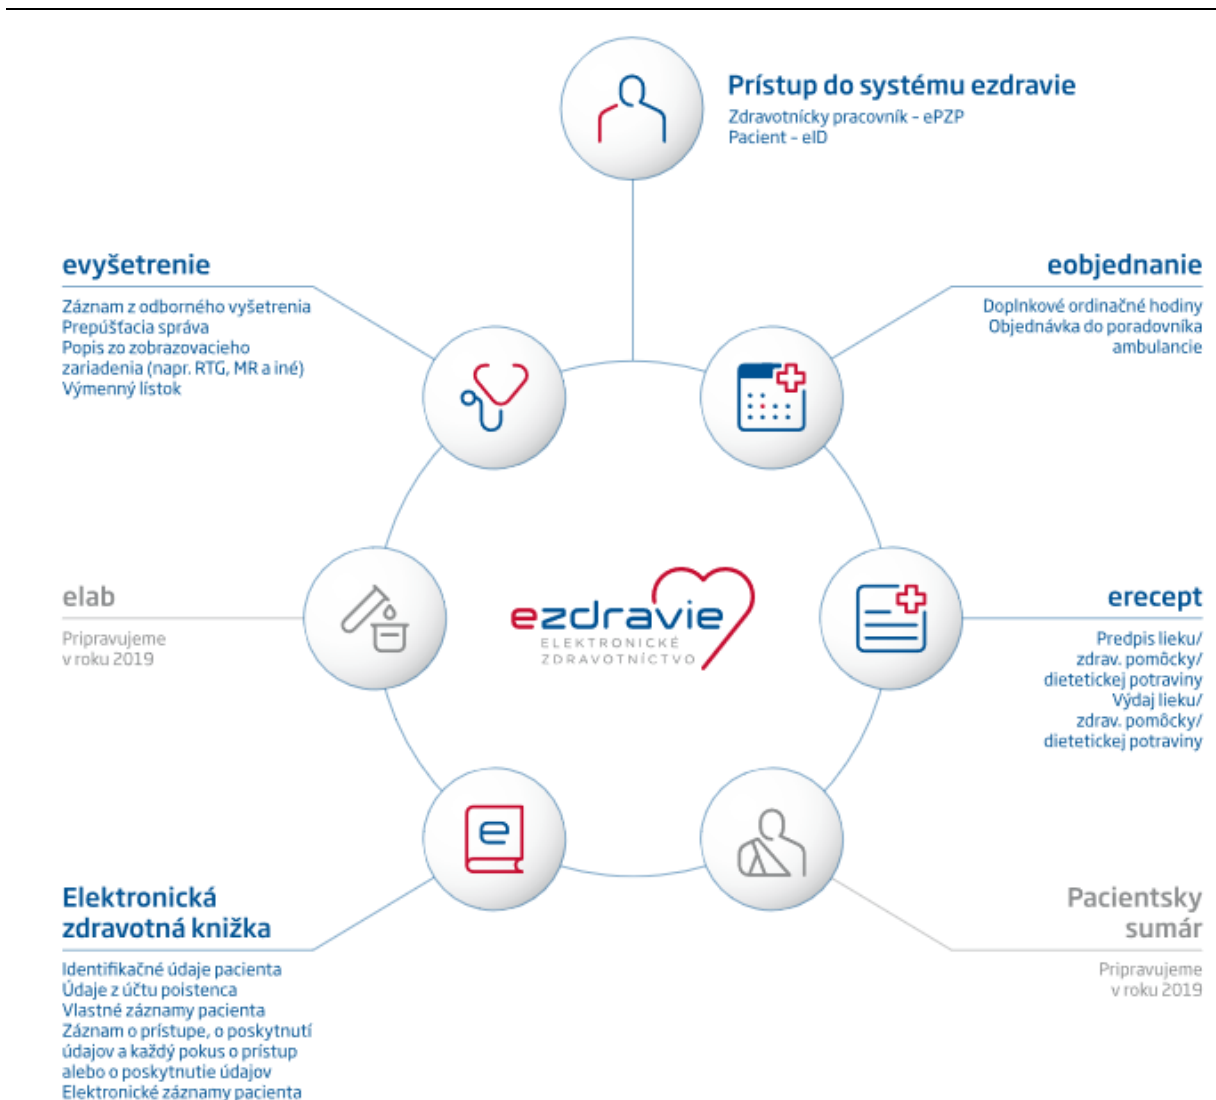 Prístup do systému ezdravie
Zdravotnícky pracovník – ePZP
Pacient – eID
evyšetrenie
Záznam z odborného vyšetrenia
Prepúšťacia správa
Popis zo zobrazovacieho
zariadenia (napr. RTG, MR a iné)
Výmenný lístok
eobjednanie
Doplnkové ordinačné hodiny
Objednávka do poradovníka
ambulancie
elab
Pripravujeme
v roku 2019
ezdravie
ELEKTRONICKÉ
ZDRAVOTNÍCTVO
erecept
Predpis lieku/
zdrav. pomôcky/
dietetickej potraviny
Výdaj lieku/
zdrav. pomôcky/
dietetickej potraviny
e
Elektronická
zdravotná knižka
Identifikačné údaje pacienta
Údaje z účtu poistenca
Vlastné záznamy pacienta
Záznam o prístupe, o poskytnutí
údajov a každý pokus o prístup
alebo o poskytnutie údajov
Elektronické záznamy pacienta
Pacientsky
sumár
Pripravujeme
v roku 2019